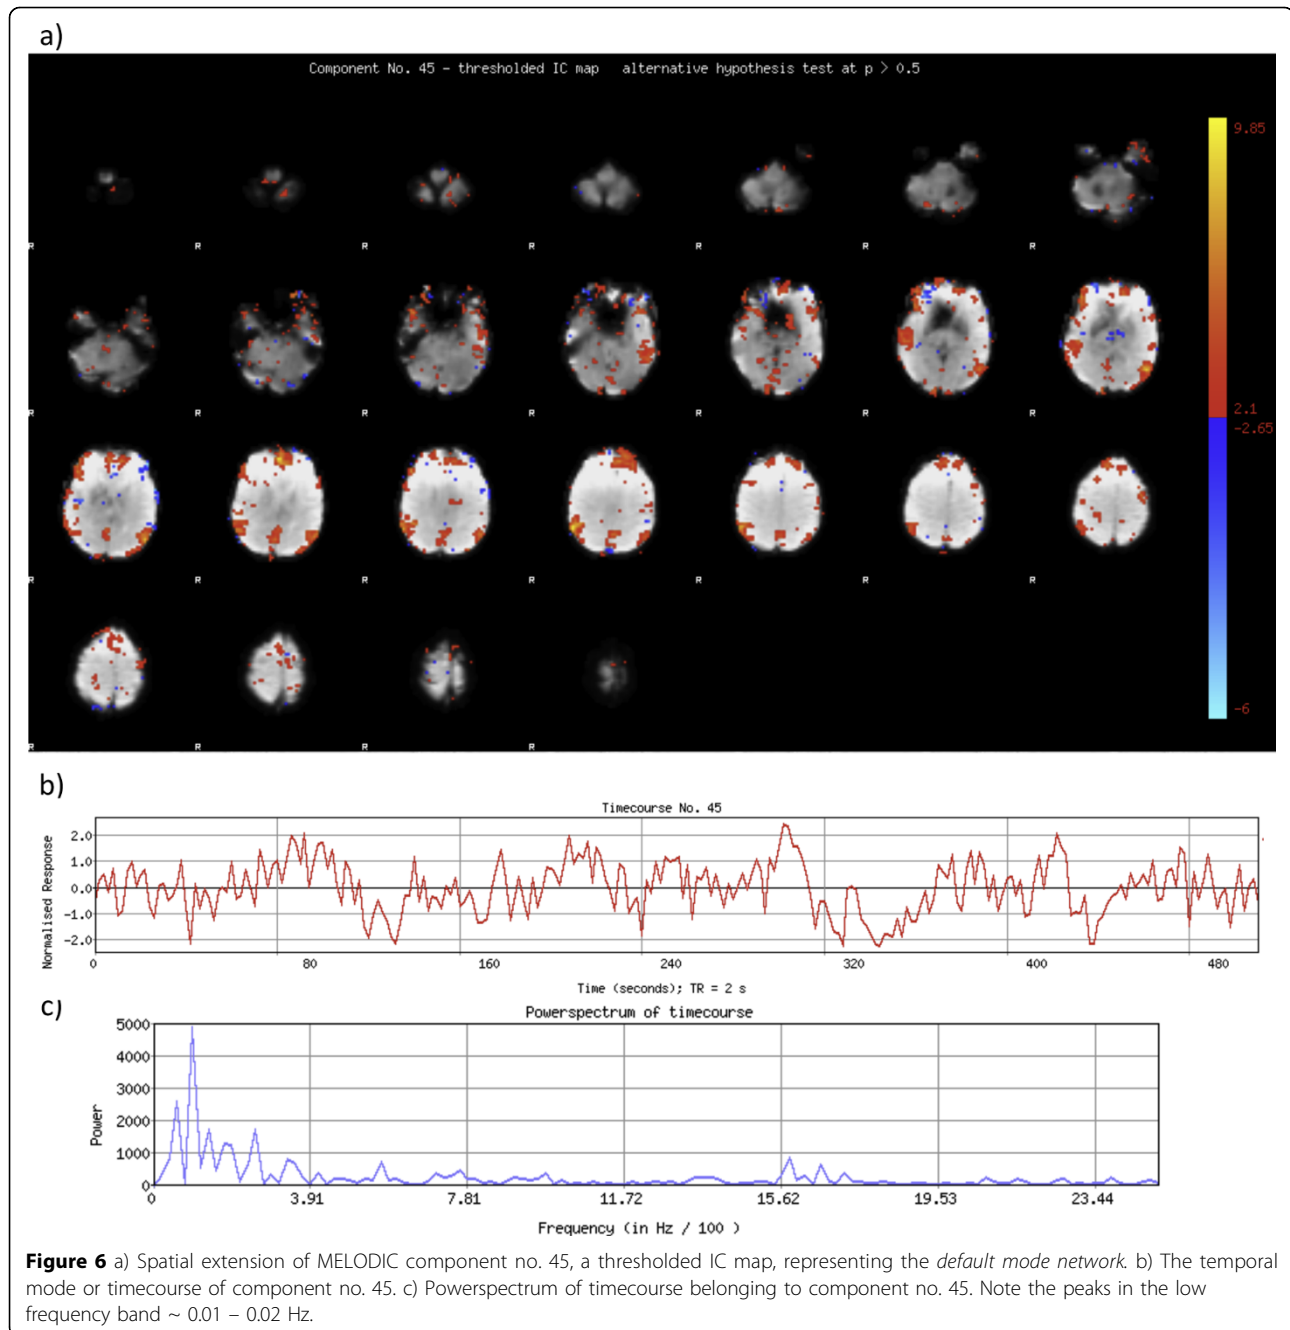 a)
Component No. 45 - thresholded IC map   alternative hypothesis test at p > 0.5
9.85
R R R R R R R
R R R R R R R
2.1
-2.65
R R R R R R R
-6
R R R R
b)
Timecourse No. 45
Normalised Response
2.0
1.0
0.0
-1.0
-2.0
0 80 160 240 320 400 480
Time (seconds); TR = 2 s
c)
Powerspectrum of timecourse
Power
5000
4000
3000
2000
1000
0
0 3.91 7.81 11.72 15.62 19.53 23.44
Frequency (in Hz / 100 )
Figure 6 a) Spatial extension of MELODIC component no. 45, a thresholded IC map, representing the default mode network. b) The temporal
mode or timecourse of component no. 45. c) Powerspectrum of timecourse belonging to component no. 45. Note the peaks in the low
frequency band ~ 0.01 – 0.02 Hz.